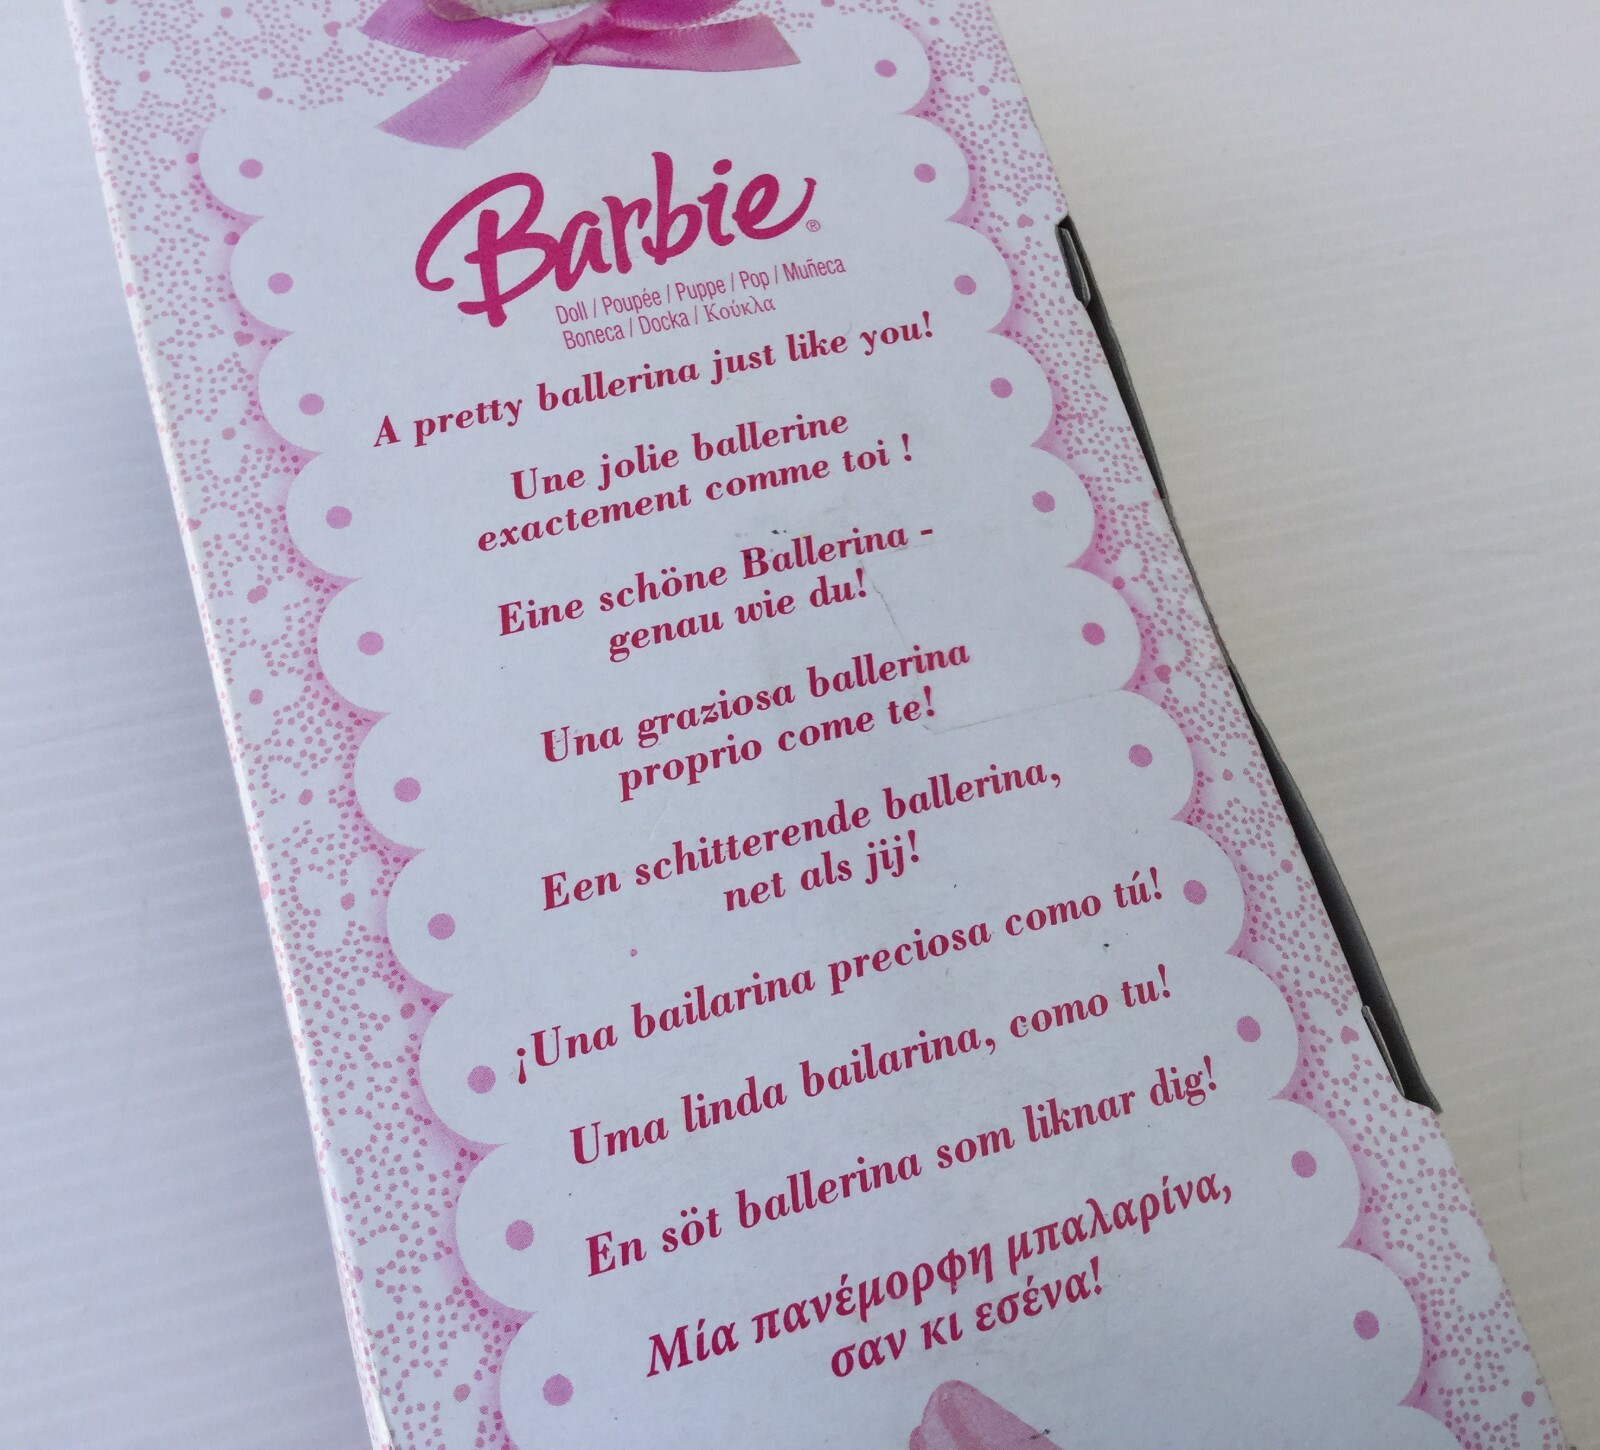 Barbie®
Doll / Poupée / Puppe / Pop / Muñeca
Boneca / Docka / Κούκλα
A pretty ballerina just like you!
Une jolie ballerine
exactement comme toi !
Eine schöne Ballerina -
genau wie du!
Una graziosa ballerina
proprio come te!
Een schitterende ballerina,
net als jij!
¡Una bailarina preciosa como tú!
Uma linda bailarina, como tu!
En söt ballerina som liknar dig!
Μία πανέμορφη μπαλαρίνα,
σαν κι εσένα!